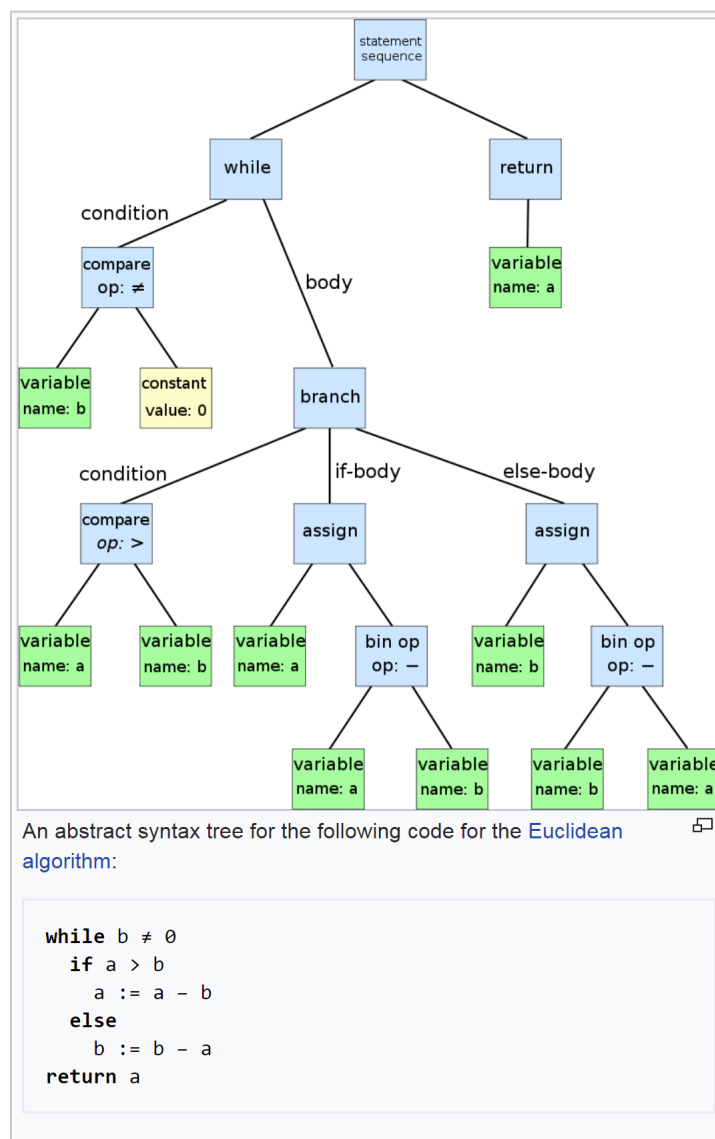 statement
sequence
while
return
condition
compare
op: ≠
body
variable
name: a
variable
name: b
constant
value: 0
branch
condition
if-body
else-body
compare
op: >
assign
assign
variable
name: a
variable
name: b
variable
name: a
bin op
op: −
variable
name: b
bin op
op: −
variable
name: a
variable
name: b
variable
name: b
variable
name: a
An abstract syntax tree for the following code for the Euclidean
algorithm:
while b ≠ 0
  if a > b
    a := a − b
  else
    b := b − a
return a